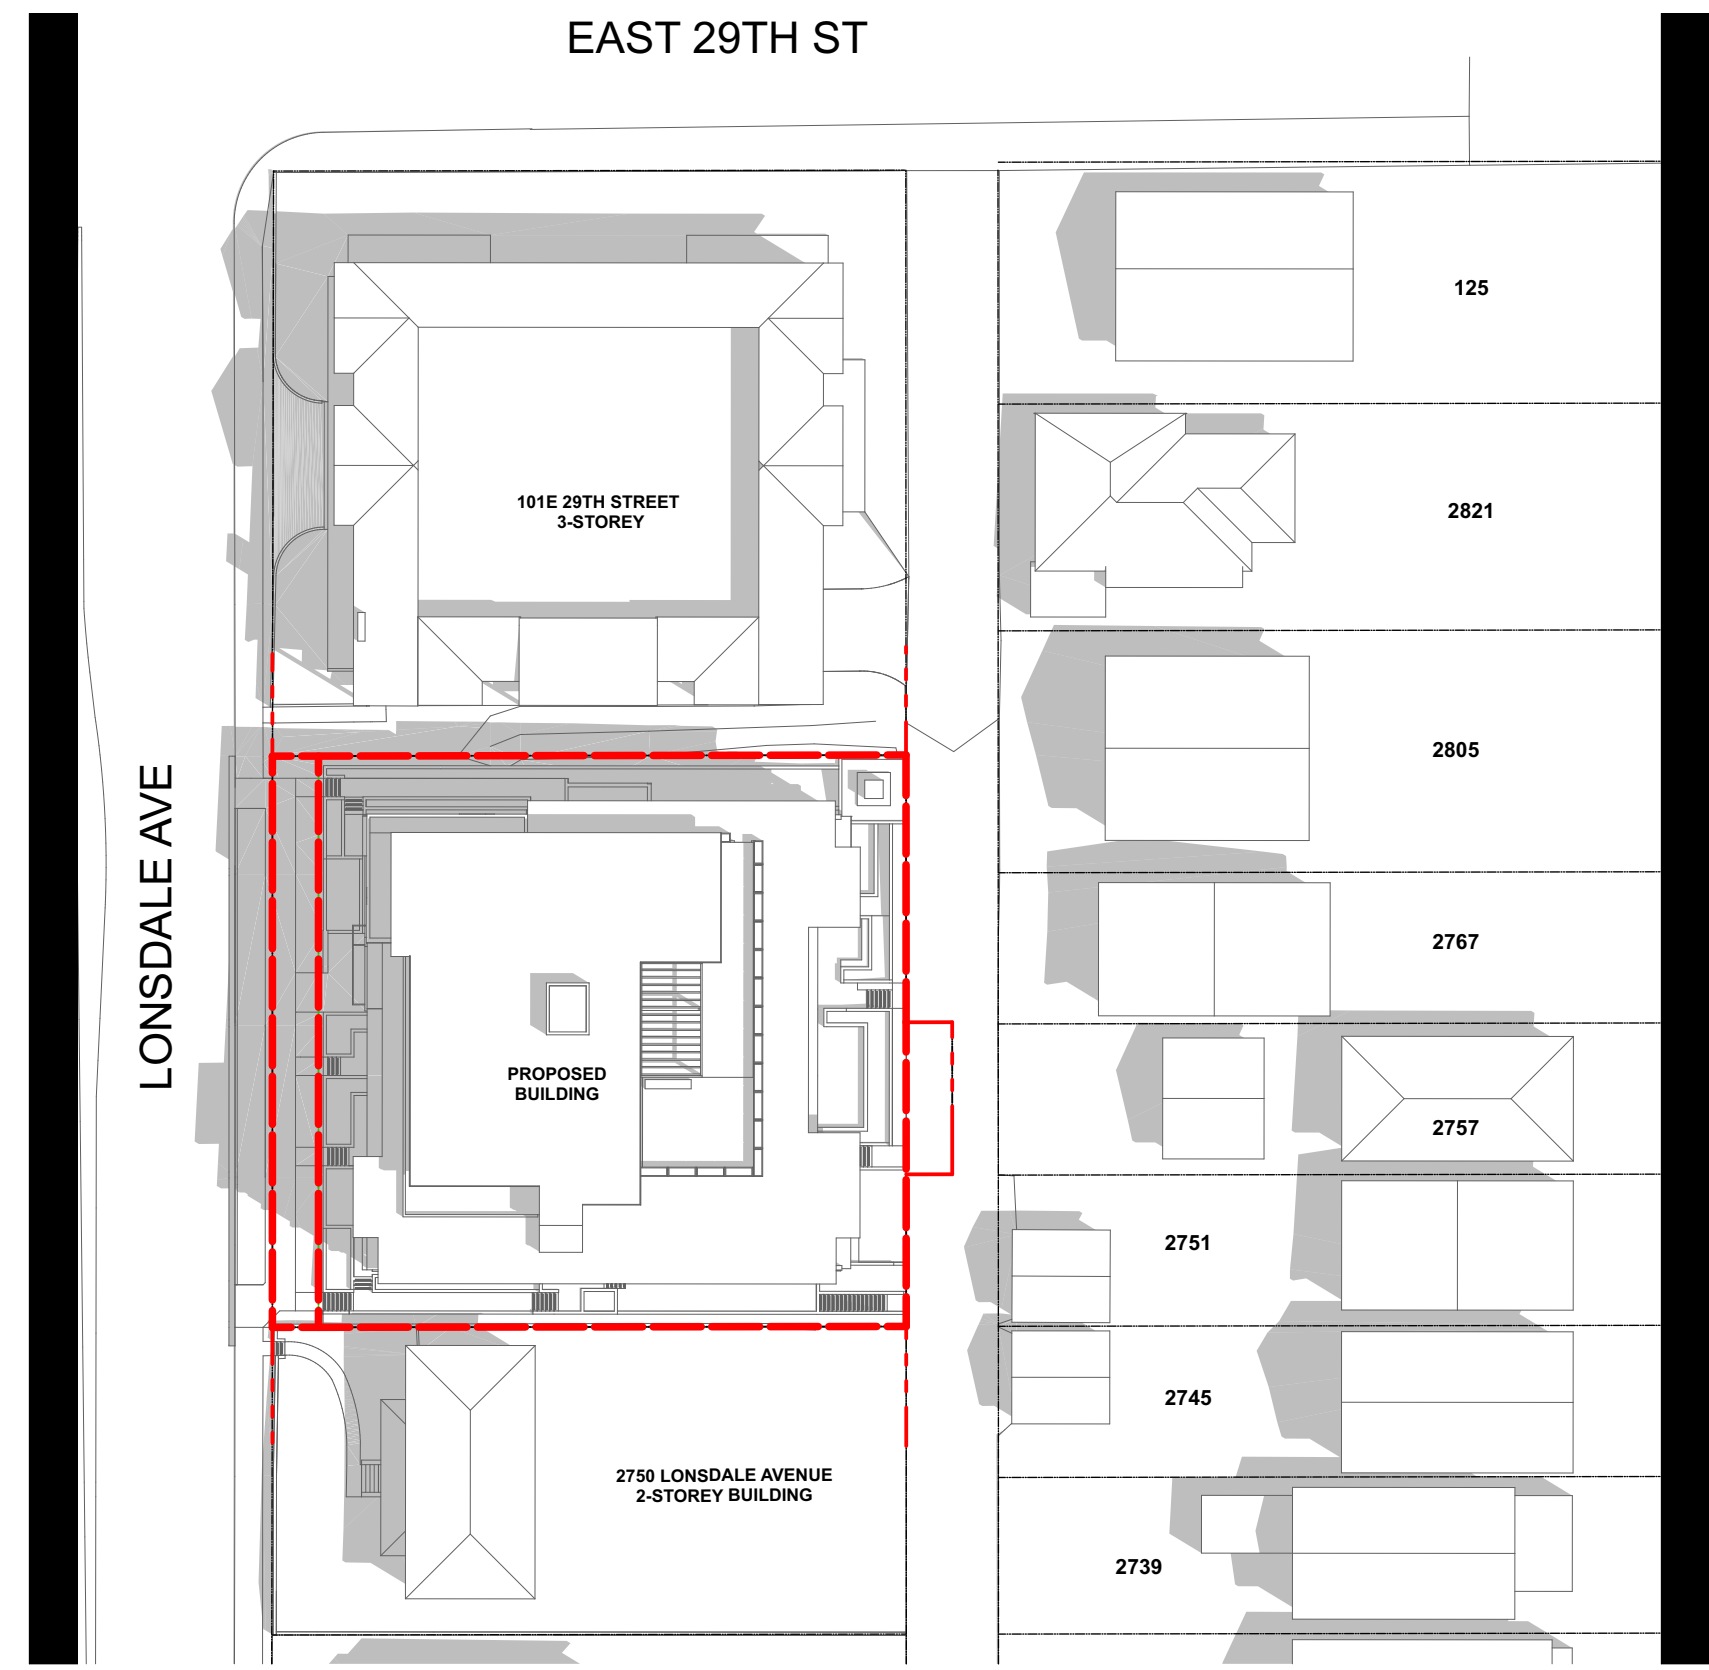 EAST 29TH ST
125
101E 29TH STREET
3-STOREY
2821
2805
LONSDALE AVE
2767
PROPOSED
BUILDING
2757
2751
2745
2750 LONSDALE AVENUE
2-STOREY BUILDING
2739